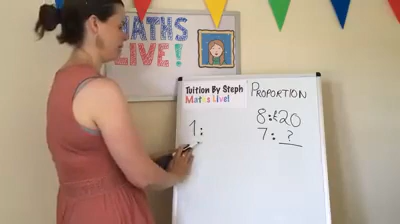 MATHS
LIVE!
Tuition By Steph
Maths Live!
PROPORTION
8:£20
7: ?
1: